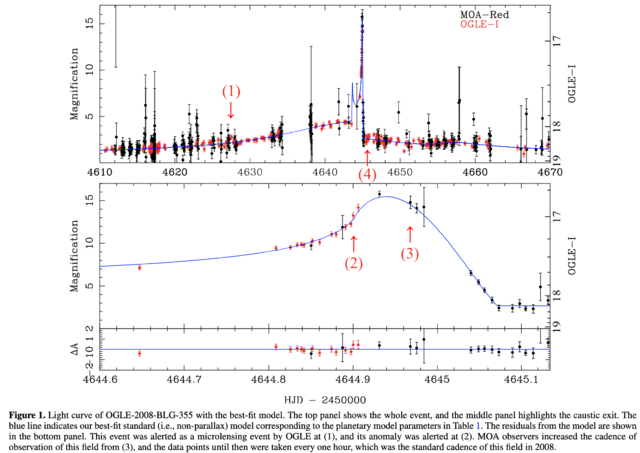 MOA-Red
OGLE-I
15
10
5
Magnification
(1)
(4)
17
18
19
OGLE-I
4610 4620 4630 4640 4650 4660 4670
15
10
5
Magnification
(2)
(3)
17
18
19
OGLE-I
2
1
0
-1
-2
ΔA
4644.6 4644.7 4644.8 4644.9 4645 4645.1
HJD - 2450000
Figure 1. Light curve of OGLE-2008-BLG-355 with the best-fit model. The top panel shows the whole event, and the middle panel highlights the caustic exit. The
blue line indicates our best-fit standard (i.e., non-parallax) model corresponding to the planetary model parameters in Table 1. The residuals from the model are shown
in the bottom panel. This event was alerted as a microlensing event by OGLE at (1), and its anomaly was alerted at (2). MOA observers increased the cadence of
observation of this field from (3), and the data points until then were taken every one hour, which was the standard cadence of this field in 2008.